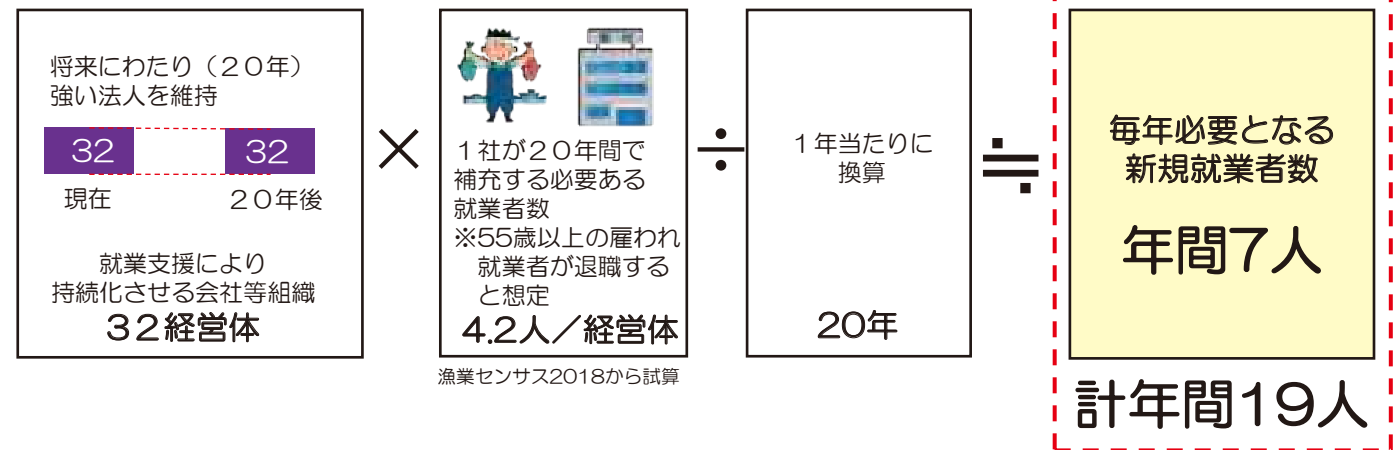 将来にわたり（２０年）
強い法人を維持
32
32
現在
２０年後
就業支援により
持続化させる会社等組織
３２経営体
×
１社が２０年間で
補充する必要ある
就業者数
※55歳以上の雇われ
就業者が退職する
と想定
4.2人／経営体
漁業センサス2018から試算
÷
１年当たりに
換算
20年
≒
毎年必要となる
新規就業者数
年間7人
計年間19人